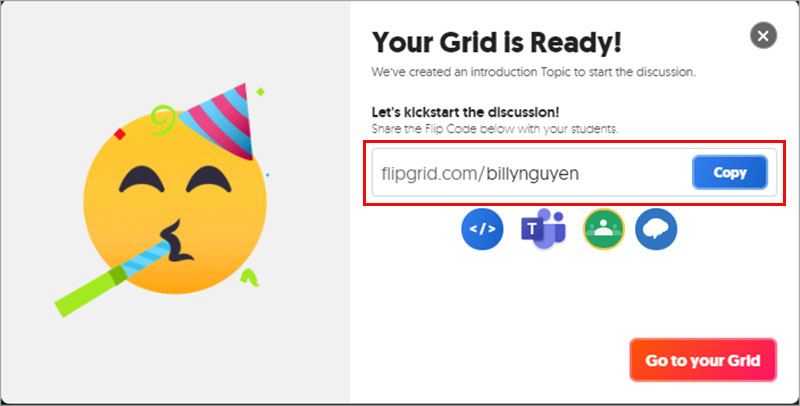 Your Grid is Ready!
We've created an introduction Topic to start the discussion.
Let's kickstart the discussion!
Share the Flip Code below with your students.
flipgrid.com/billynguyen
Copy
</>
T
Go to your Grid